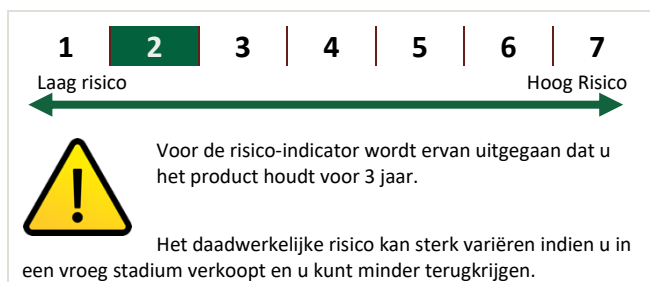 1 2 3 4 5 6 7
Laag risico Hoog Risico
Voor de risico-indicator wordt ervan uitgegaan dat u
het product houdt voor 3 jaar.
Het daadwerkelijke risico kan sterk variëren indien u in
een vroeg stadium verkoopt en u kunt minder terugkrijgen.